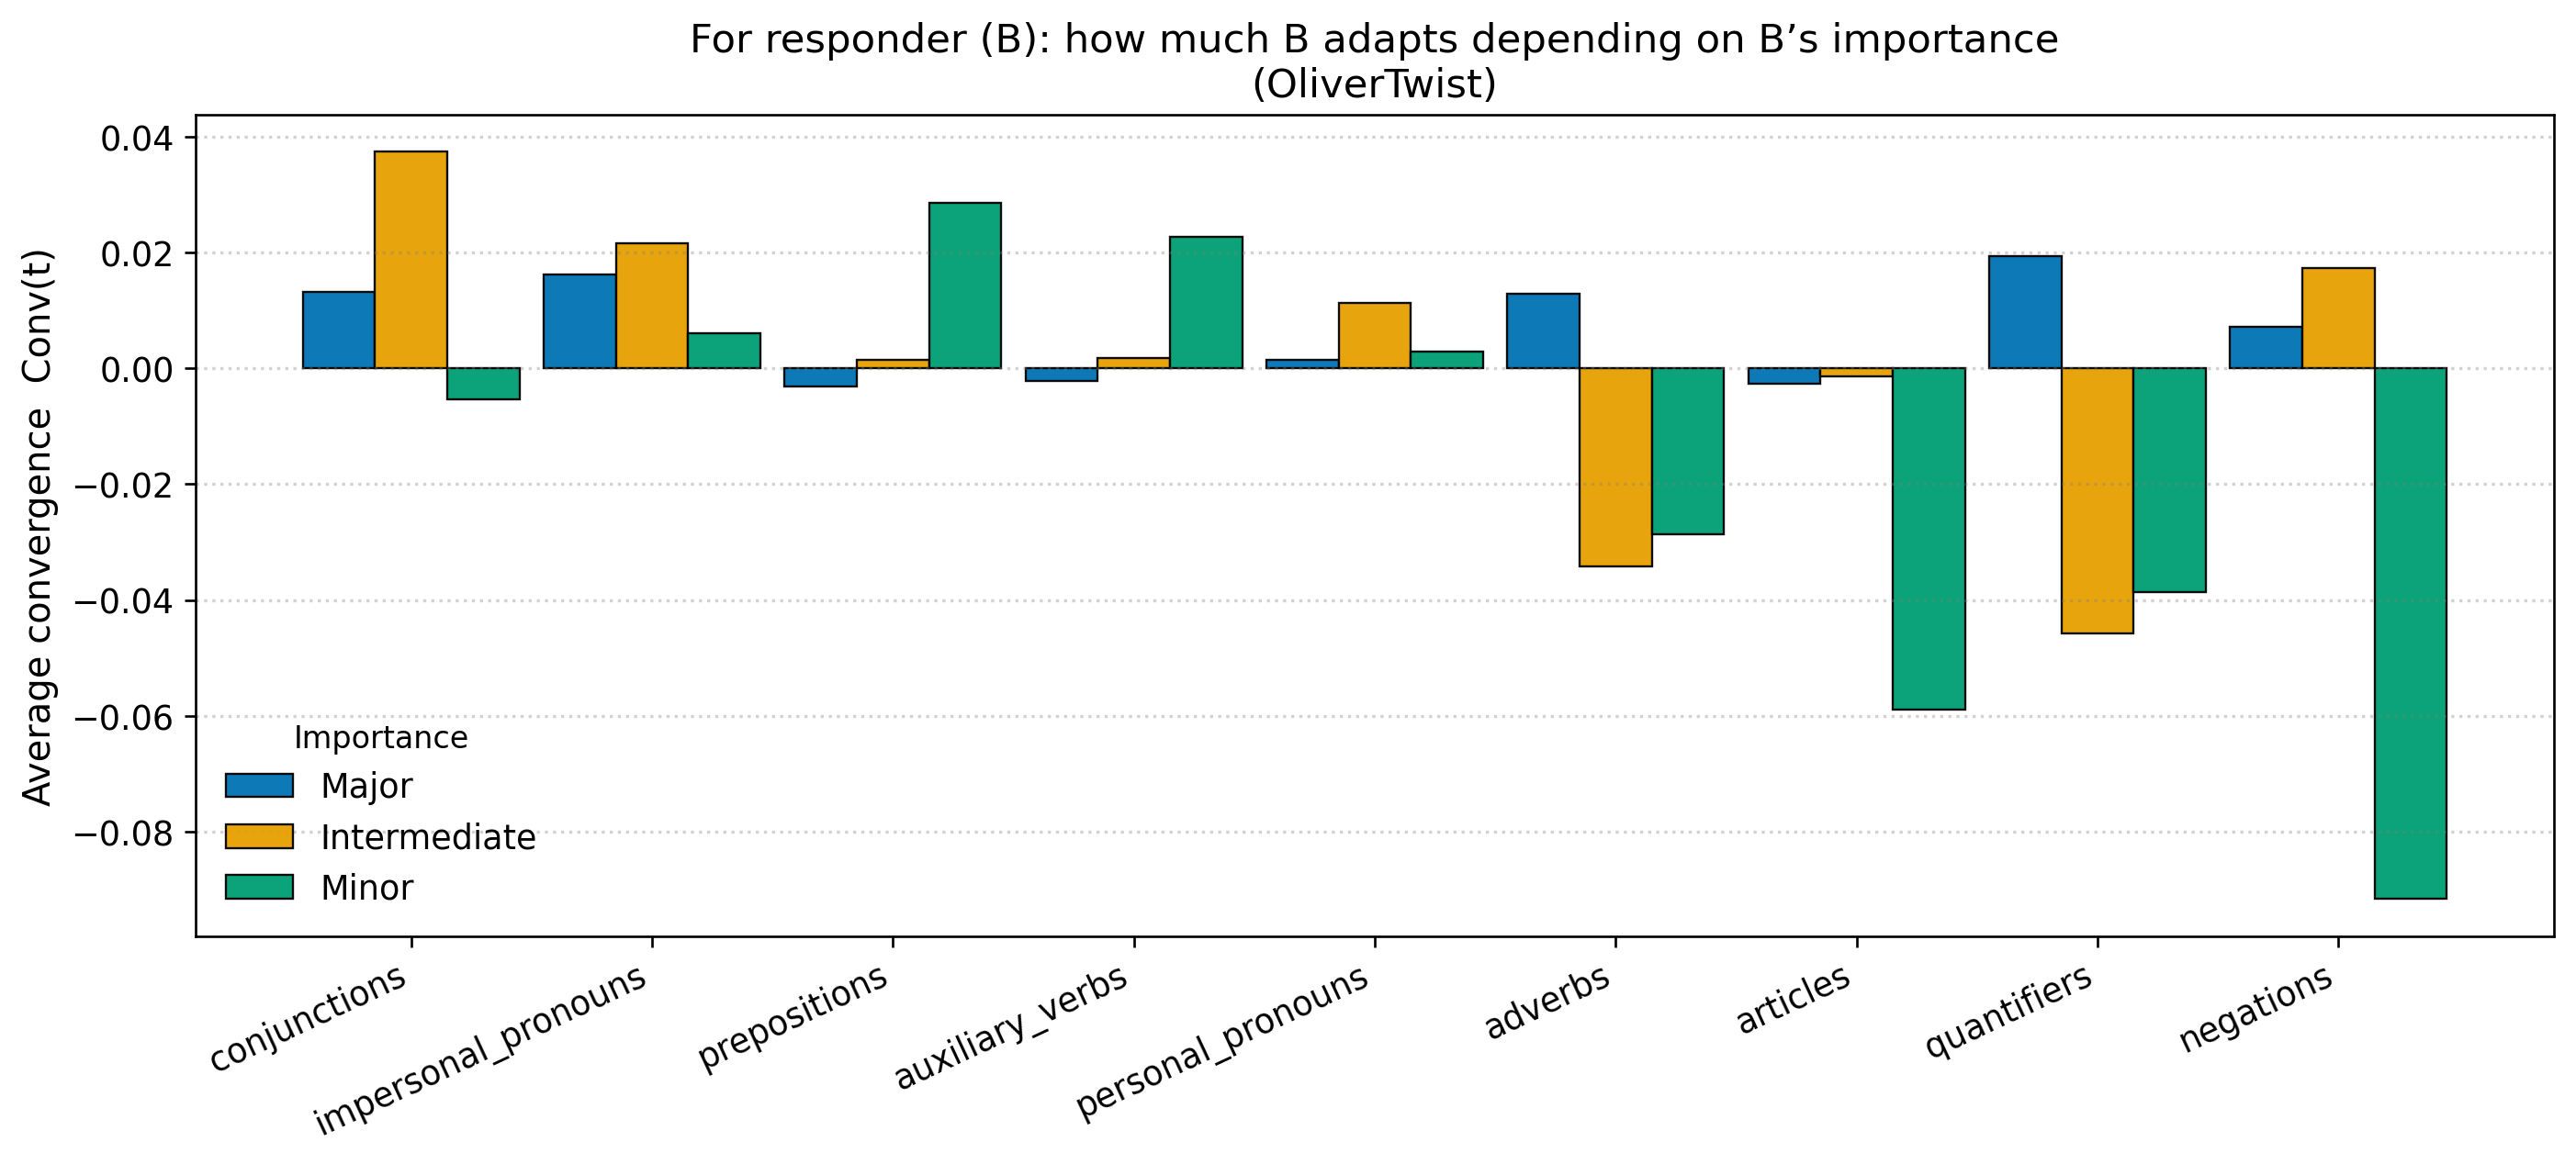 For responder (B): how much B adapts depending on B’s importance
(OliverTwist)
Average convergence  Conv(t)
0.04
0.02
0.00
−0.02
−0.04
−0.06
−0.08
Importance
Major
Intermediate
Minor
conjunctions
impersonal_pronouns
prepositions
auxiliary_verbs
personal_pronouns
adverbs
articles
quantifiers
negations